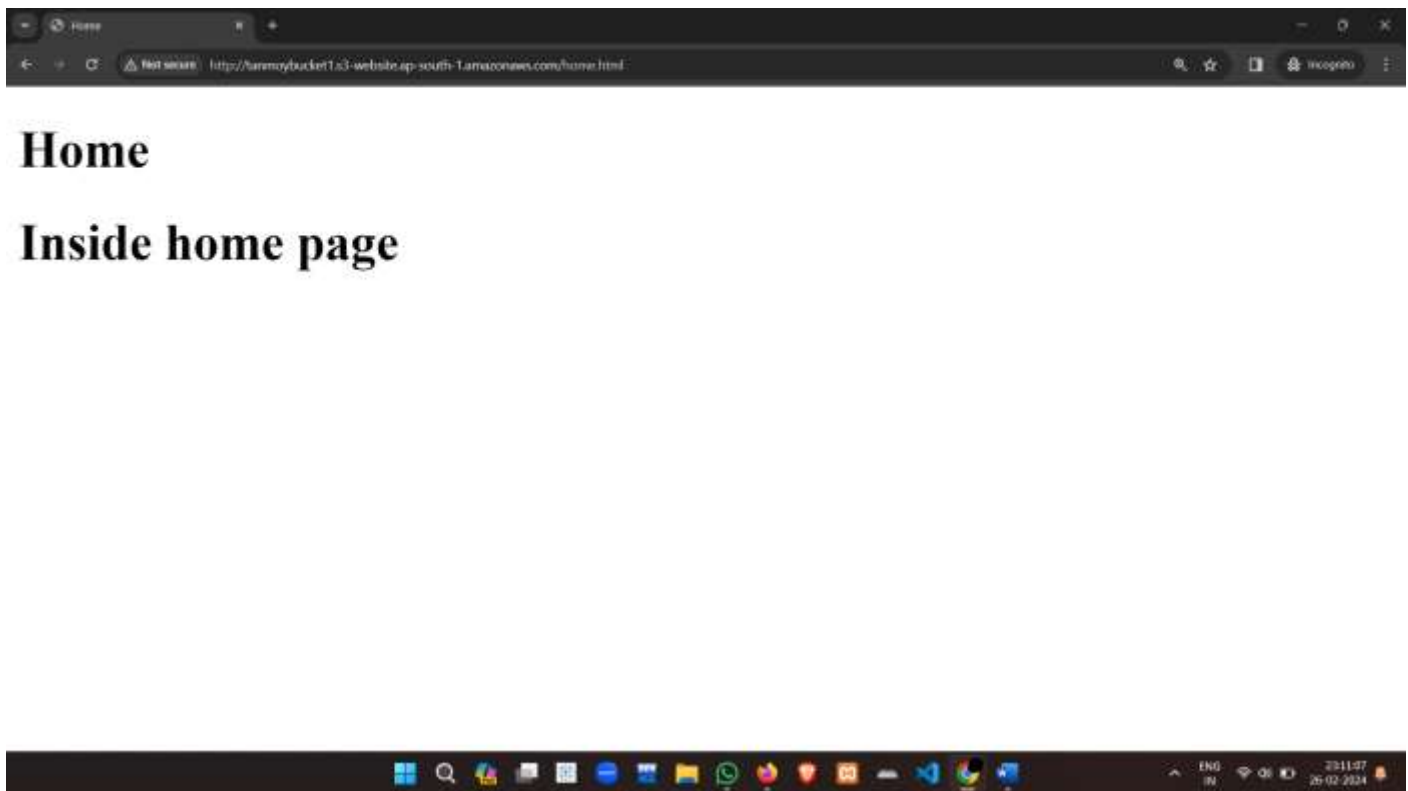 Home
Not secure http://tanmoybucket1.s3-website.ap-south-1.amazonaws.com/home.html Incognito
Home
Inside home page
ENG
IN
23:11:07
26-02-2024